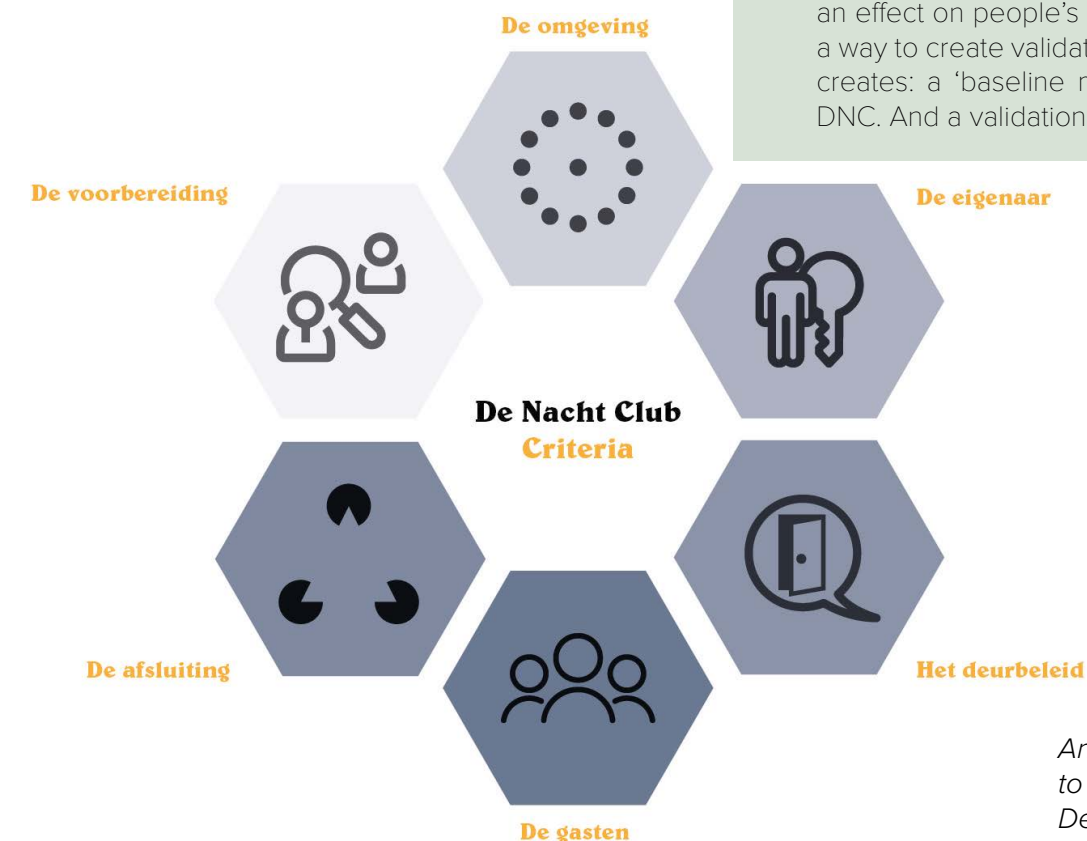 an effect on people's
a way to create validat
creates: a 'baseline
DNC. And a validation
De omgeving
De voorbereiding
De eigenaar
De Nacht Club
Criteria
De afsluiting
Het deurbeleid
De gasten
to
De